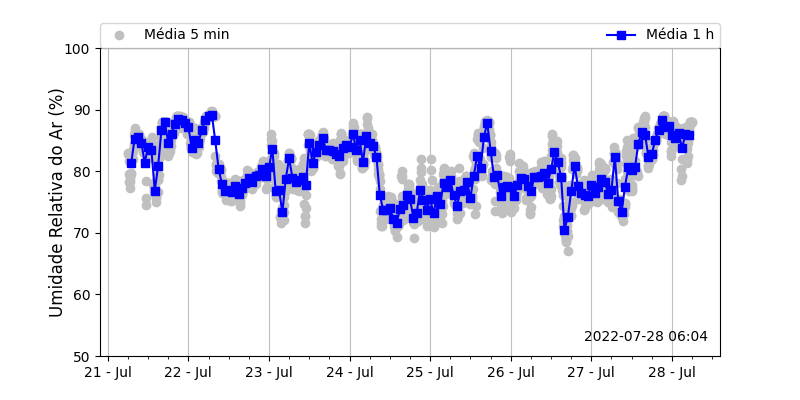 Média 5 min
Média 1 h
Umidade Relativa do Ar (%)
100
90
80
70
60
50
2022-07-28 06:04
21 - Jul
22 - Jul
23 - Jul
24 - Jul
25 - Jul
26 - Jul
27 - Jul
28 - Jul